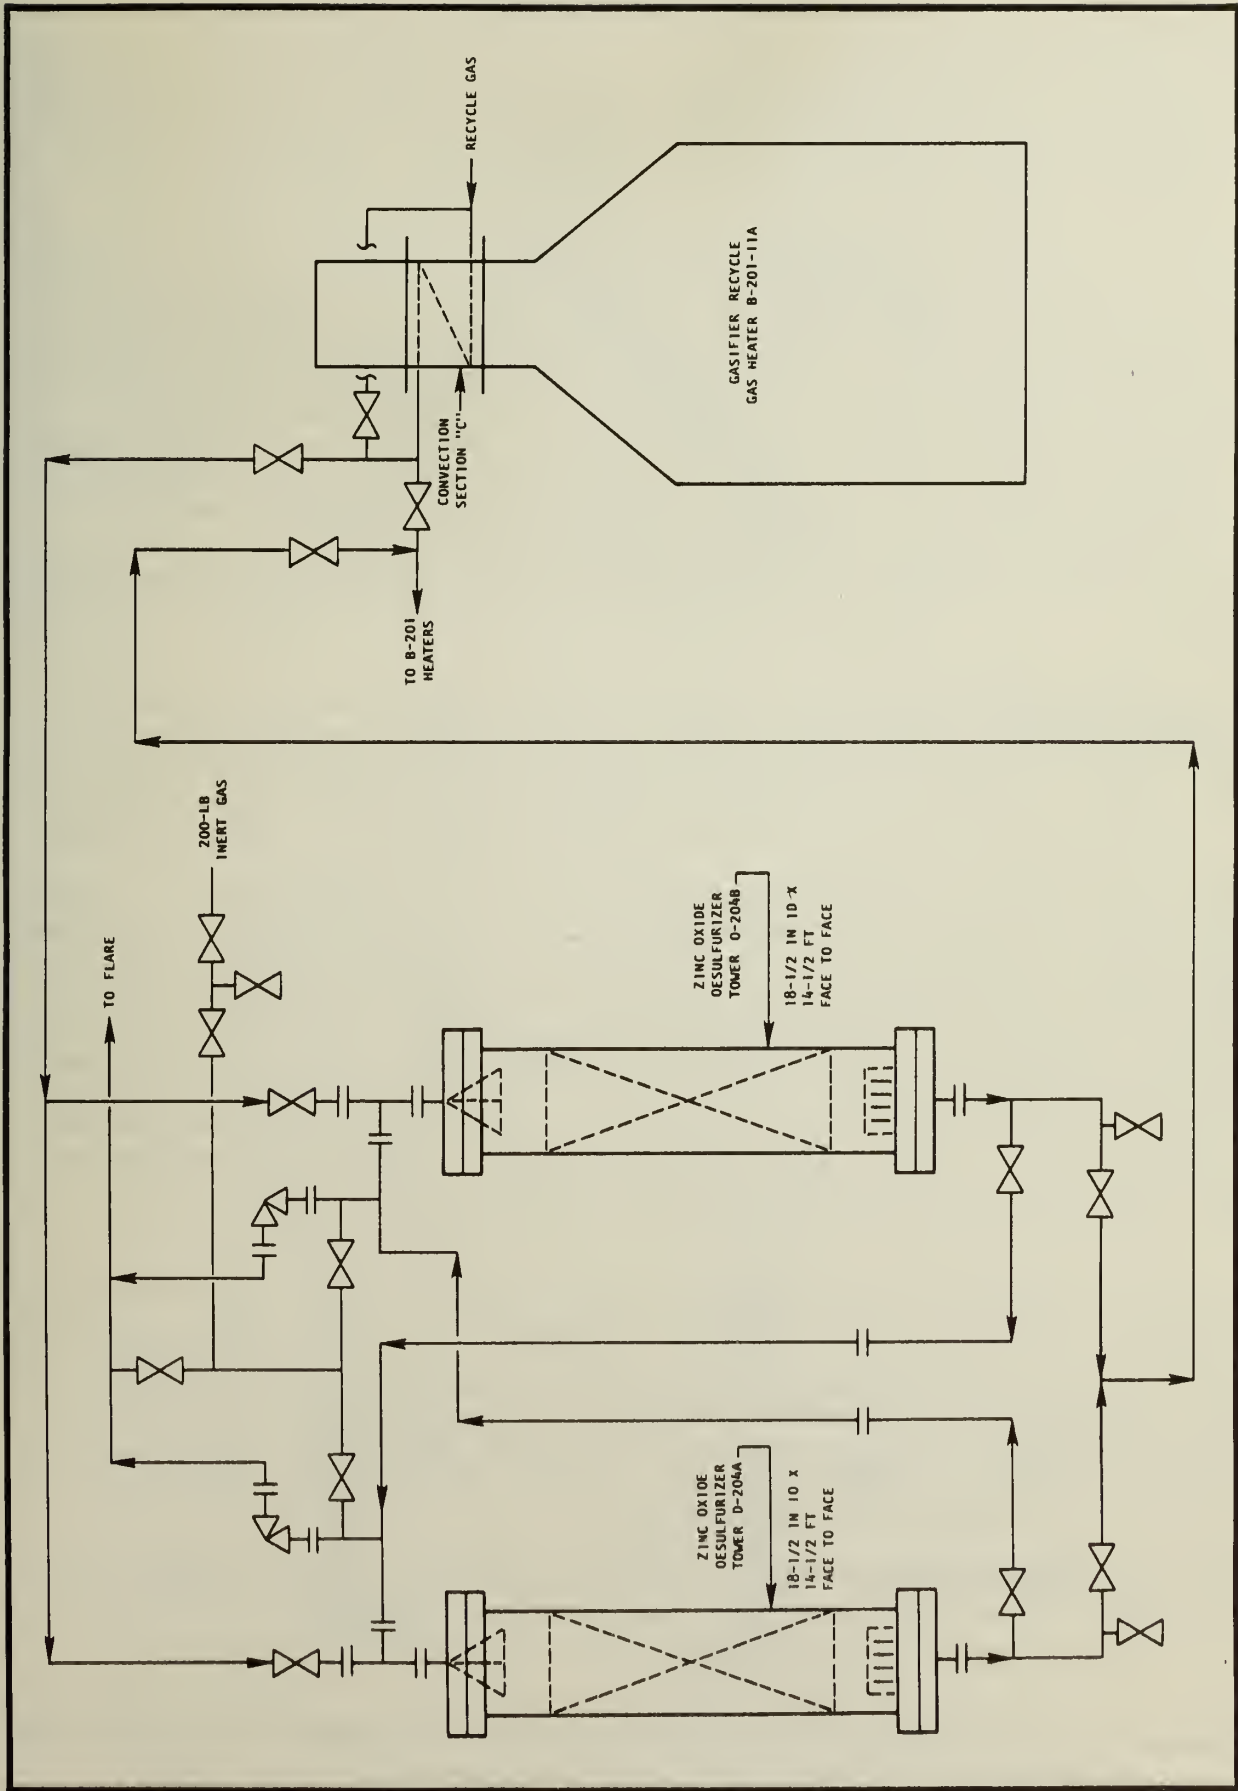 RECYCLE GAS
CONVECTION
SECTION "C"
GASIFIER RECYCLE
GAS HEATER B-201-11A
TO B-201
HEATERS
200-LB
INERT GAS
TO FLARE
ZINC OXIDE
DESULFURIZER
TOWER D-204B
18-1/2 IN ID X
14-1/2 FT
FACE TO FACE
ZINC OXIDE
DESULFURIZER
TOWER D-204A
18-1/2 IN ID X
14-1/2 FT
FACE TO FACE